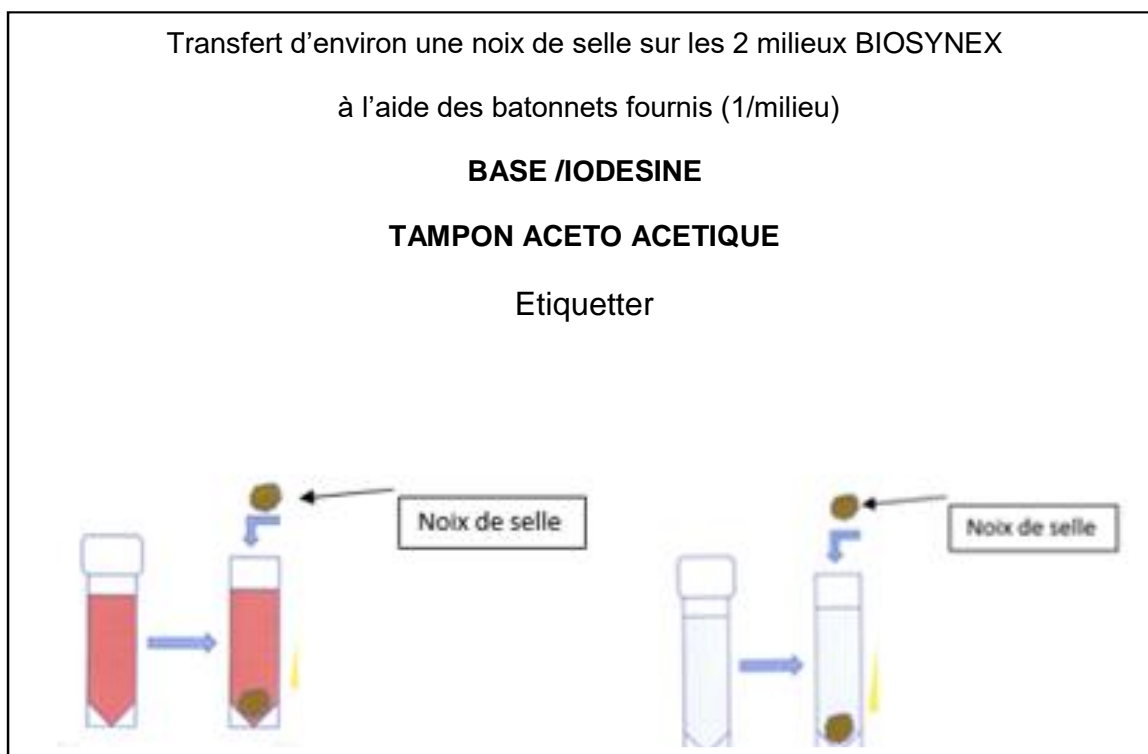 Transfert d’environ une noix de selle sur les 2 milieux BIOSYNEX
à l’aide des batonnets fournis (1/milieu)
BASE /IODESINE
TAMPON ACETO ACETIQUE
Etiquetter
Noix de selle
Noix de selle